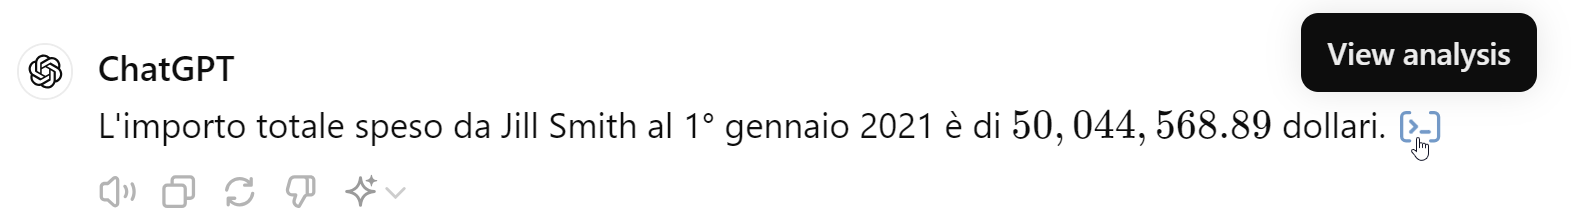 View analysis
ChatGPT
L'importo totale speso da Jill Smith al 1° gennaio 2021 è di 50, 044, 568.89 dollari.